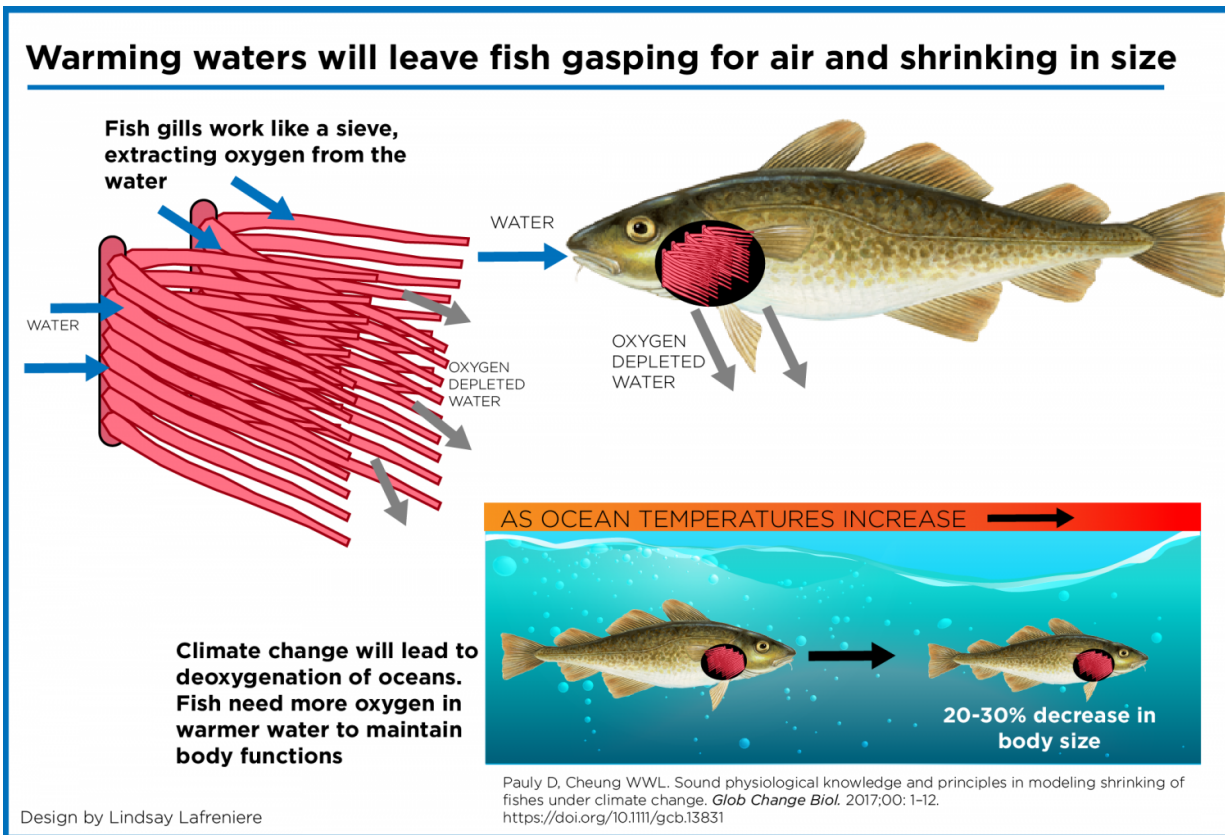 Warming waters will leave fish gasping for air and shrinking in size
Fish gills work like a sieve,
extracting oxygen from the
water
WATER
OXYGEN
DEPLETED
WATER
WATER
OXYGEN
DEPLETED
WATER
AS OCEAN TEMPERATURES INCREASE
Climate change will lead to
deoxygenation of oceans.
Fish need more oxygen in
warmer water to maintain
body functions
20-30% decrease in
body size
Pauly D, Cheung WWL. Sound physiological knowledge and principles in modeling shrinking of
fishes under climate change. Glob Change Biol. 2017;00: 1–12.
https://doi.org/10.1111/gcb.13831
Design by Lindsay Lafreniere